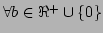 ∀b ∈ ℜ⁺ ∪ {0}